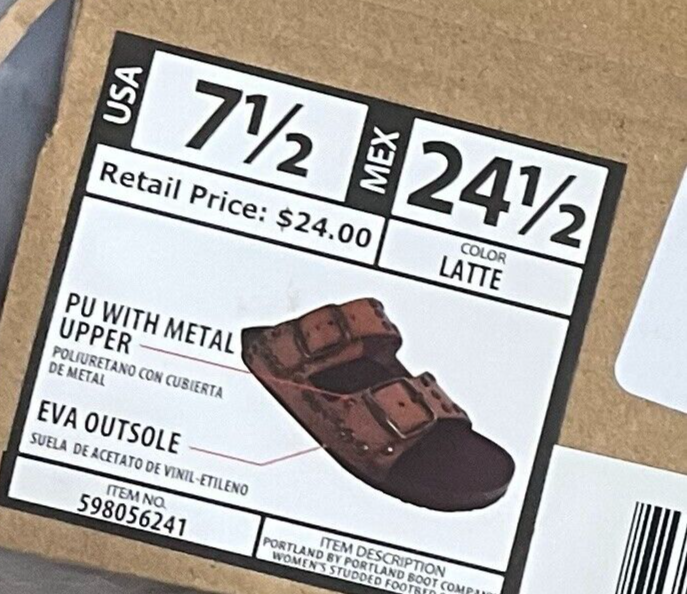 USA 7½ MEX 24½
Retail Price: $24.00
COLOR
LATTE
PU WITH METAL
UPPER
POLIURETANO CON CUBIERTA
DE METAL
EVA OUTSOLE
SUELA DE ACETATO DE VINIL-ETILENO
ITEM NO.
598056241
ITEM DESCRIPTION
PORTLAND BY PORTLAND BOOT
WOMEN'S STUDDED